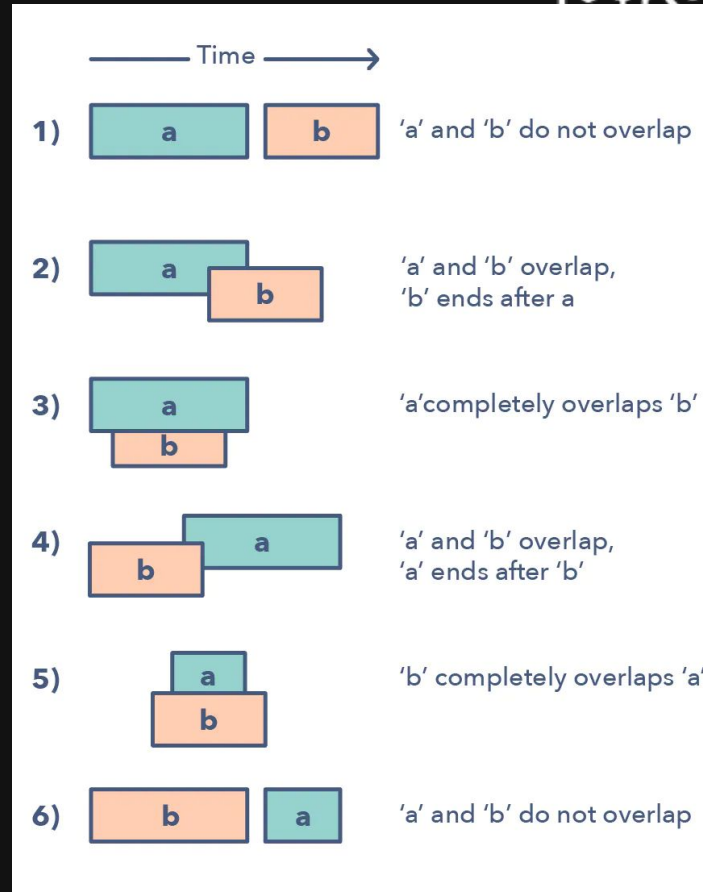 Time
1) a b 'a' and 'b' do not overlap
2) a b 'a' and 'b' overlap,
'b' ends after a
3) a b 'a'completely overlaps 'b'
4) a b 'a' and 'b' overlap,
'a' ends after 'b'
5) a b 'b' completely overlaps 'a'
6) b a 'a' and 'b' do not overlap